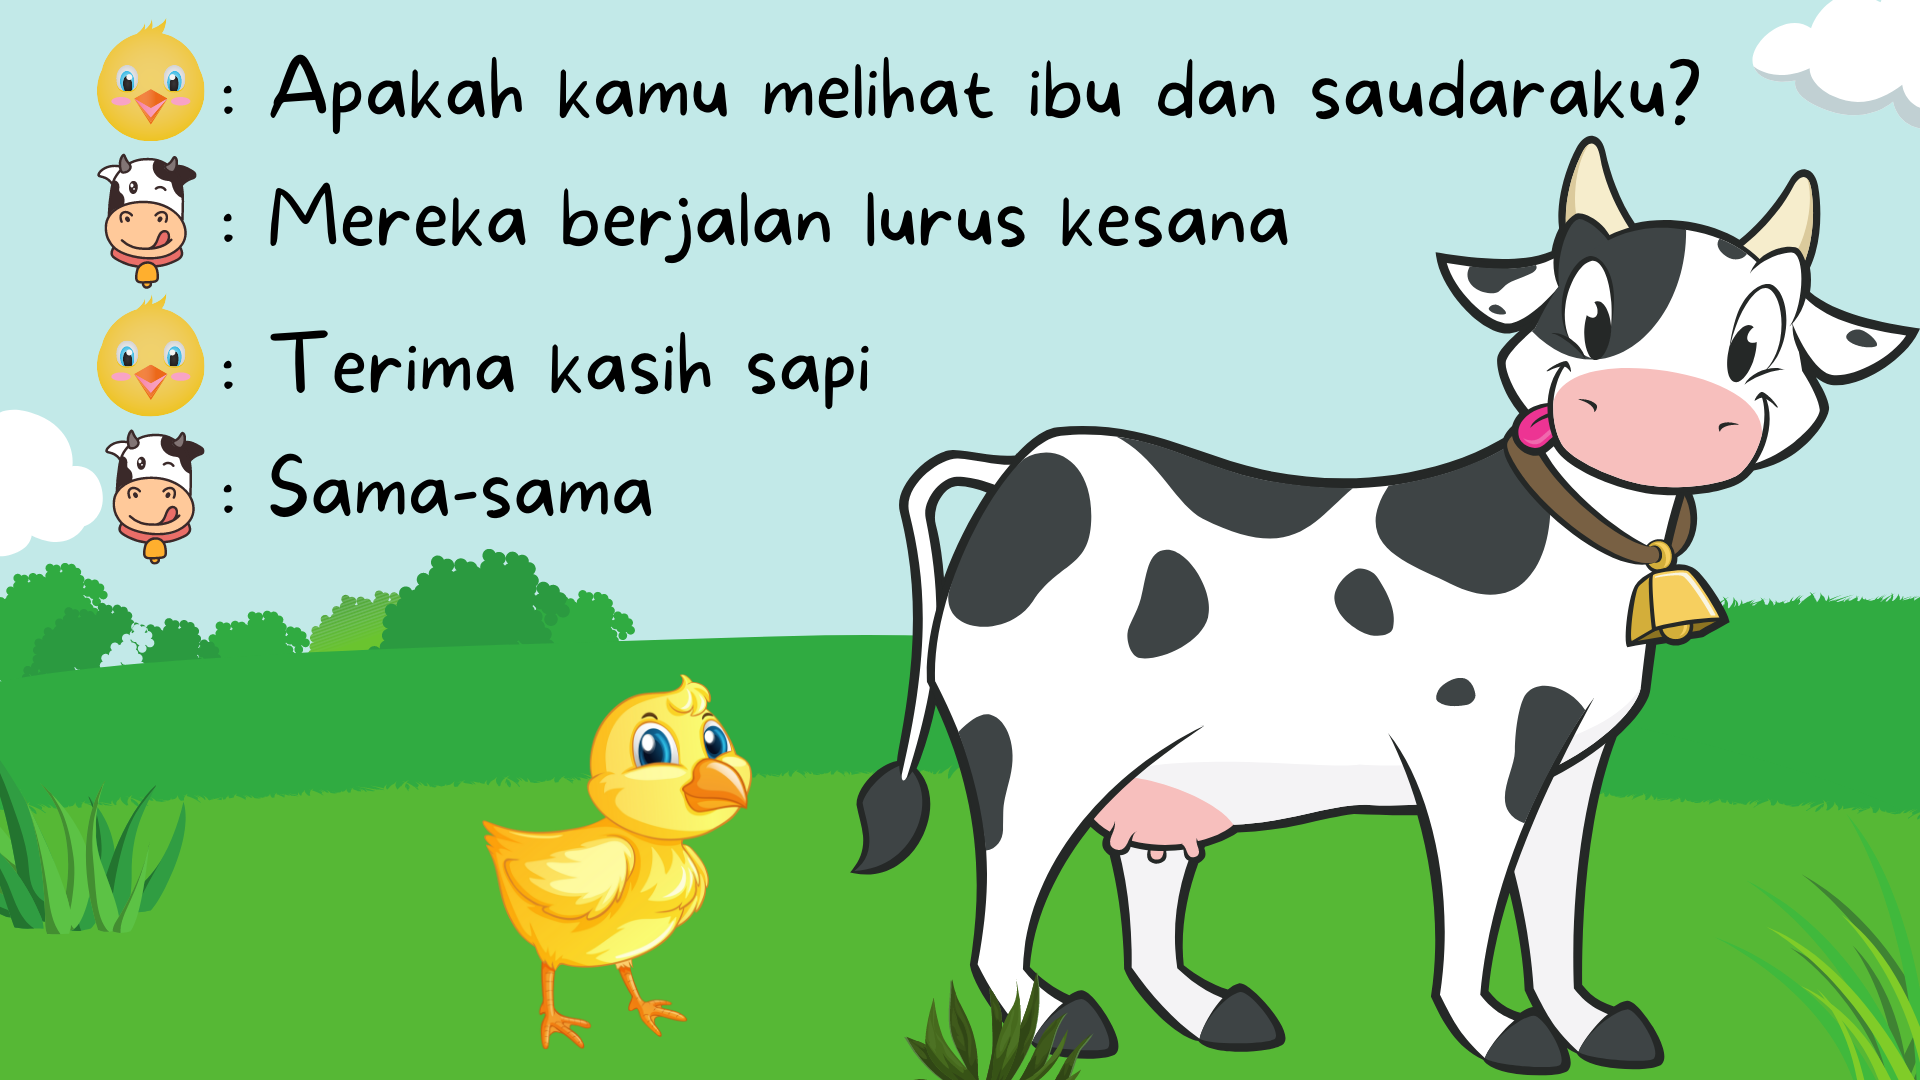 : Apakah kamu melihat ibu dan saudaraku?
: Mereka berjalan lurus kesana
: Terima kasih sapi
: Sama-sama